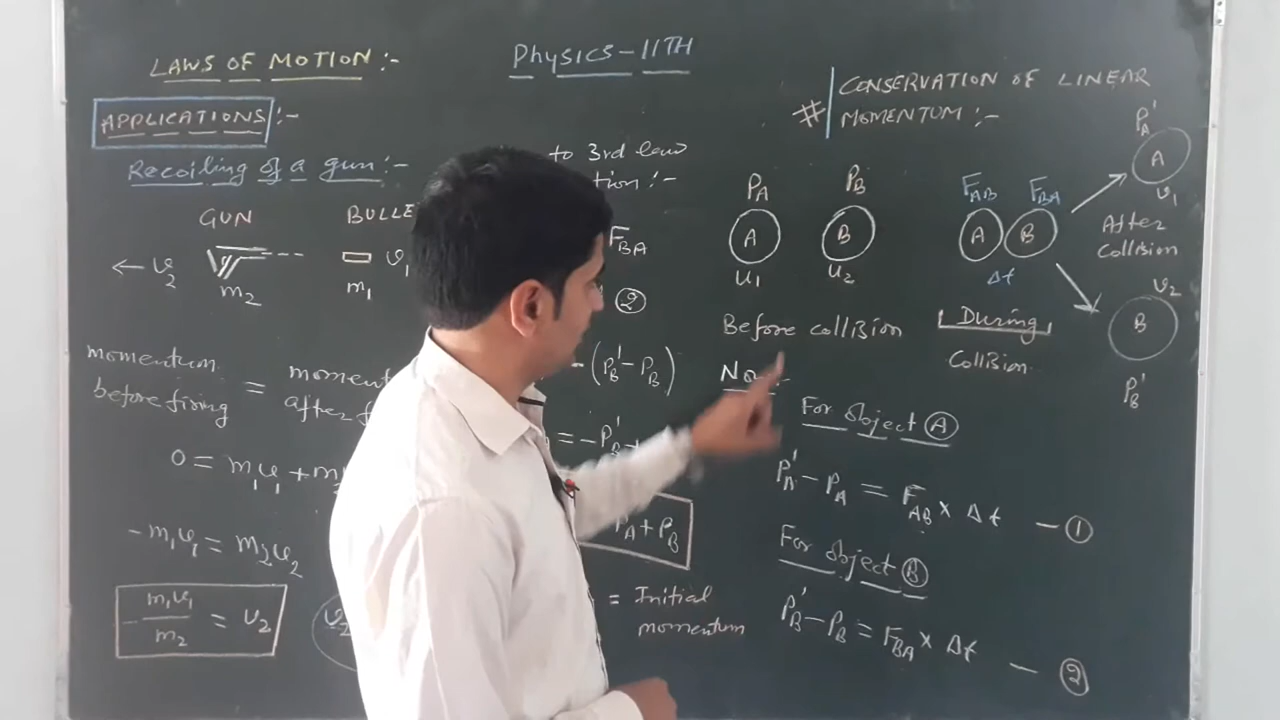 LAWS OF MOTION :-
Physics-11TH
APPLICATIONS :-
Recoiling of a gun:-
GUN
← v₂
m₂
v₁
m₁
momentum before firing =
0 = m₁v₁ +
-m₁v₁ = m₂v₂
-m₁v₁/m₂ = v₂
to 3rd law
:-
F_BA
②
-(P_B' - P_B)
= -P_B' +
P_A + P_B
= Initial
momentum
# CONSERVATION OF LINEAR
MOMENTUM :-
P_A P_B
A B
u₁ u₂
Before collision
F_AB F_BA
A B
Δt
During
Collision
P_A'
A
v₁
After
collision
v₂
B
P_B'
For object Ⓐ
P_A' - P_A = F_AB × Δt — ①
For object Ⓑ
P_B' - P_B = F_BA × Δt — ②